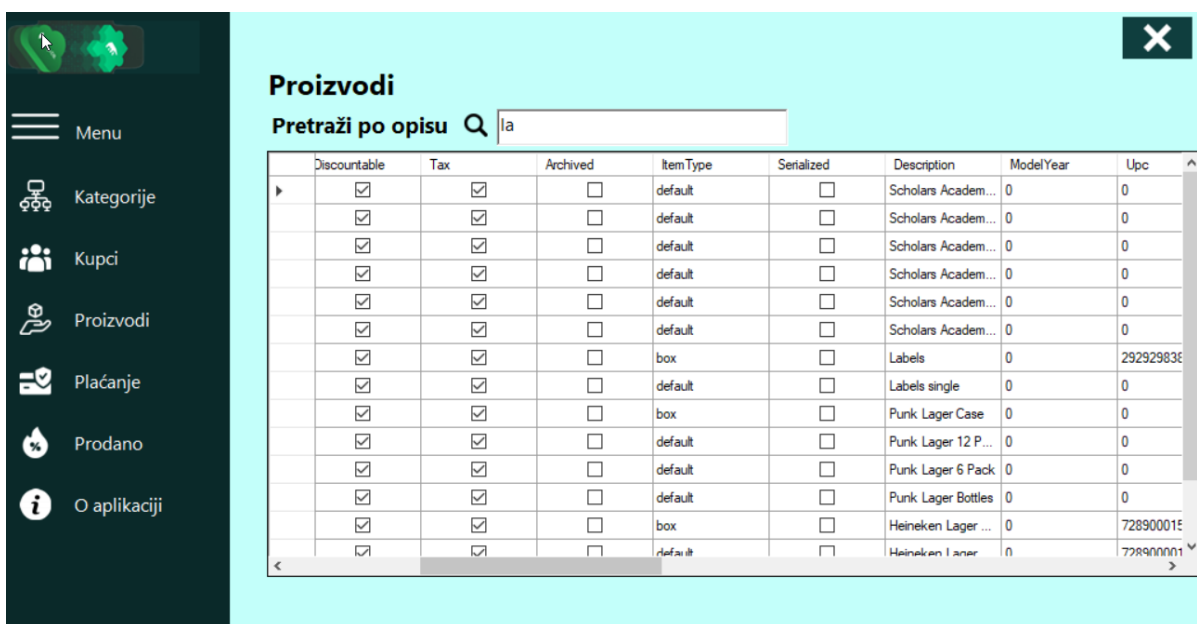 Proizvodi
Pretraži po opisu la
Menu
Kategorije
Kupci
Proizvodi
Plaćanje
Prodano
O aplikaciji
Discountable Tax Archived ItemType Serialized Description ModelYear Upc
default Scholars Academ... 0 0
default Scholars Academ... 0 0
default Scholars Academ... 0 0
default Scholars Academ... 0 0
default Scholars Academ... 0 0
default Scholars Academ... 0 0
box Labels 0 292929838
default Labels single 0 0
box Punk Lager Case 0 0
default Punk Lager 12 P... 0 0
default Punk Lager 6 Pack 0 0
default Punk Lager Bottles 0 0
box Heineken Lager ... 0 728900015
default Heineken Lager 0 728900001